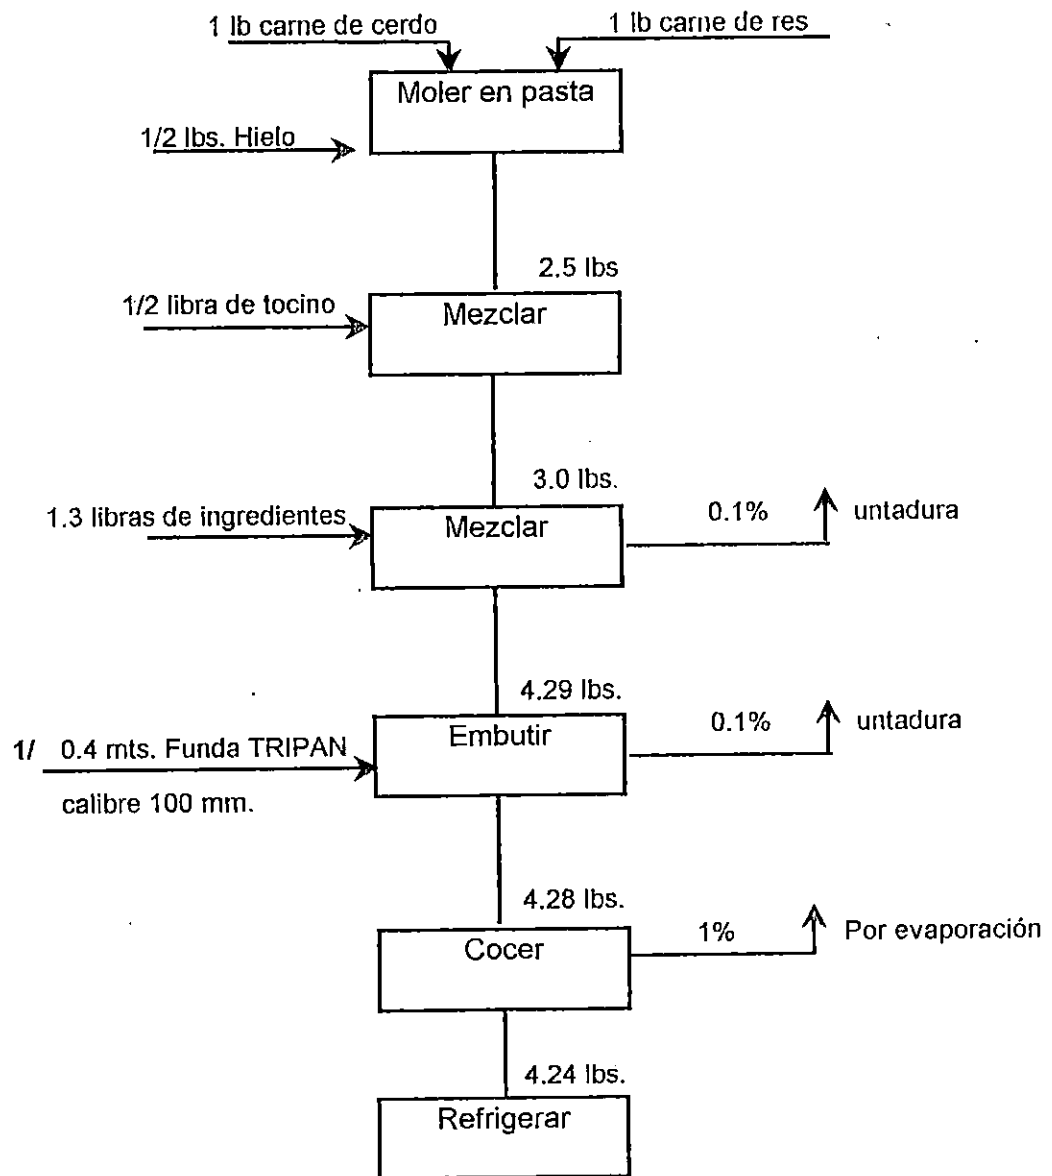 1 lb carne de cerdo
1 lb carne de res
Moler en pasta
1/2 lbs. Hielo
2.5 lbs
1/2 libra de tocino
Mezclar
3.0 lbs.
1.3 libras de ingredientes
Mezclar
0.1%
untadura
4.29 lbs.
1/ 0.4 mts. Funda TRIPAN
calibre 100 mm.
Embutir
0.1%
untadura
4.28 lbs.
Cocer
1%
Por evaporación
4.24 lbs.
Refrigerar